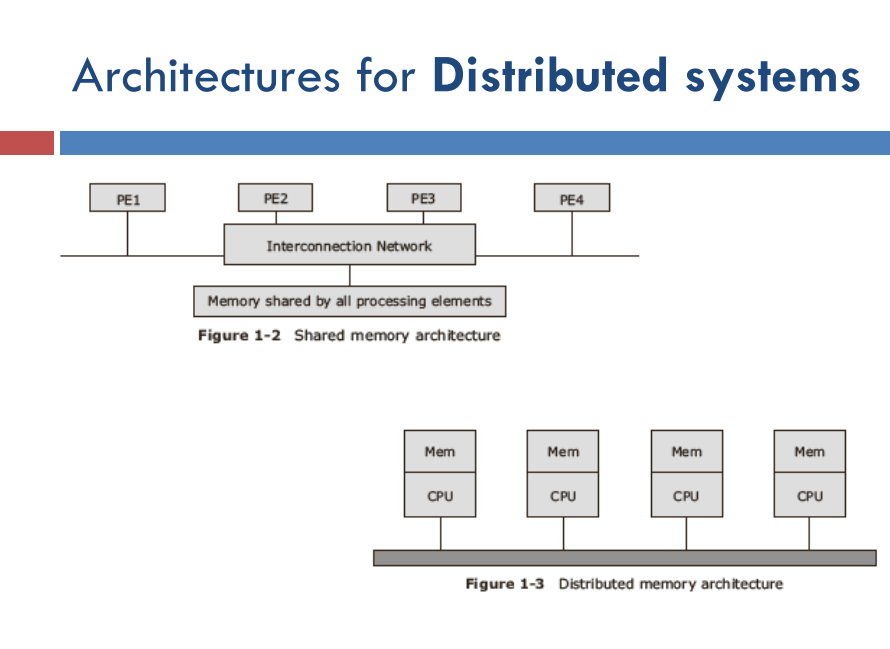 Architectures for Distributed systems
PE1 PE2 PE3 PE4
Interconnection Network
Memory shared by all processing elements
Figure 1-2 Shared memory architecture
Mem Mem Mem Mem
CPU CPU CPU CPU
Figure 1-3 Distributed memory architecture